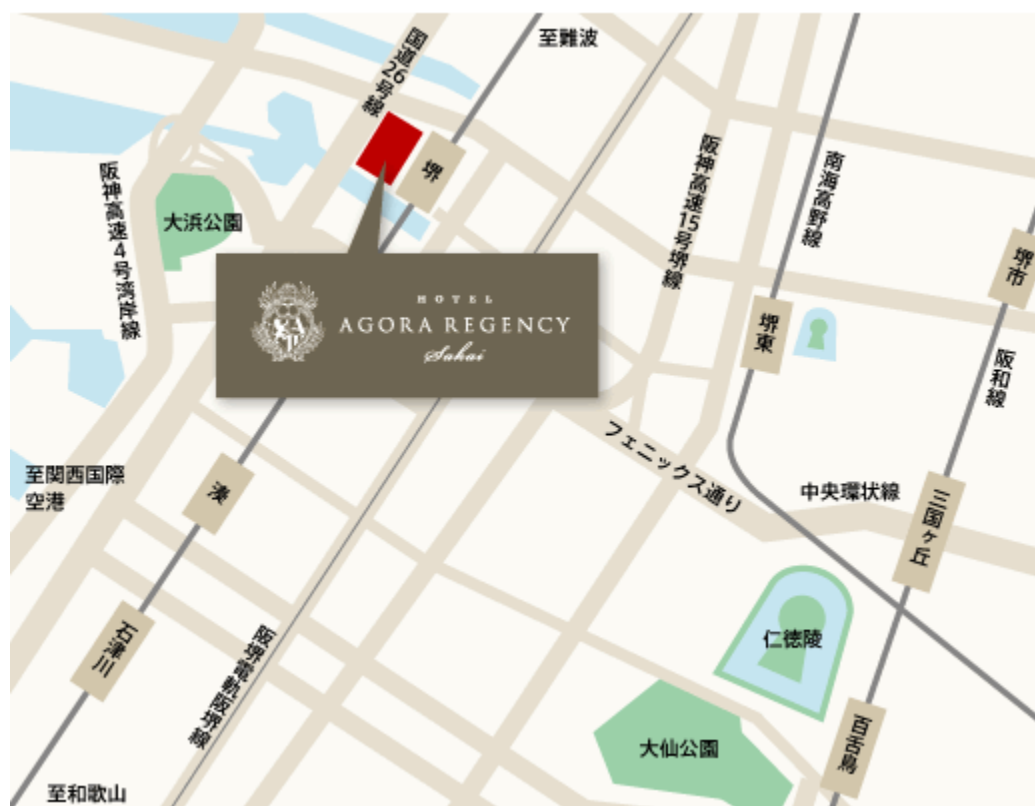 国道26号線
至難波
堺
阪神高速4号湾岸線
大浜公園
阪神高速15号堺線
南海高野線
堺市
HOTEL
AGORA REGENCY
Sakai
堺東
阪和線
フェニックス通り
至関西国際
空港
湊
中央環状線
三国ヶ丘
石津川
阪堺電軌阪堺線
仁徳陵
大仙公園
百舌鳥
至和歌山